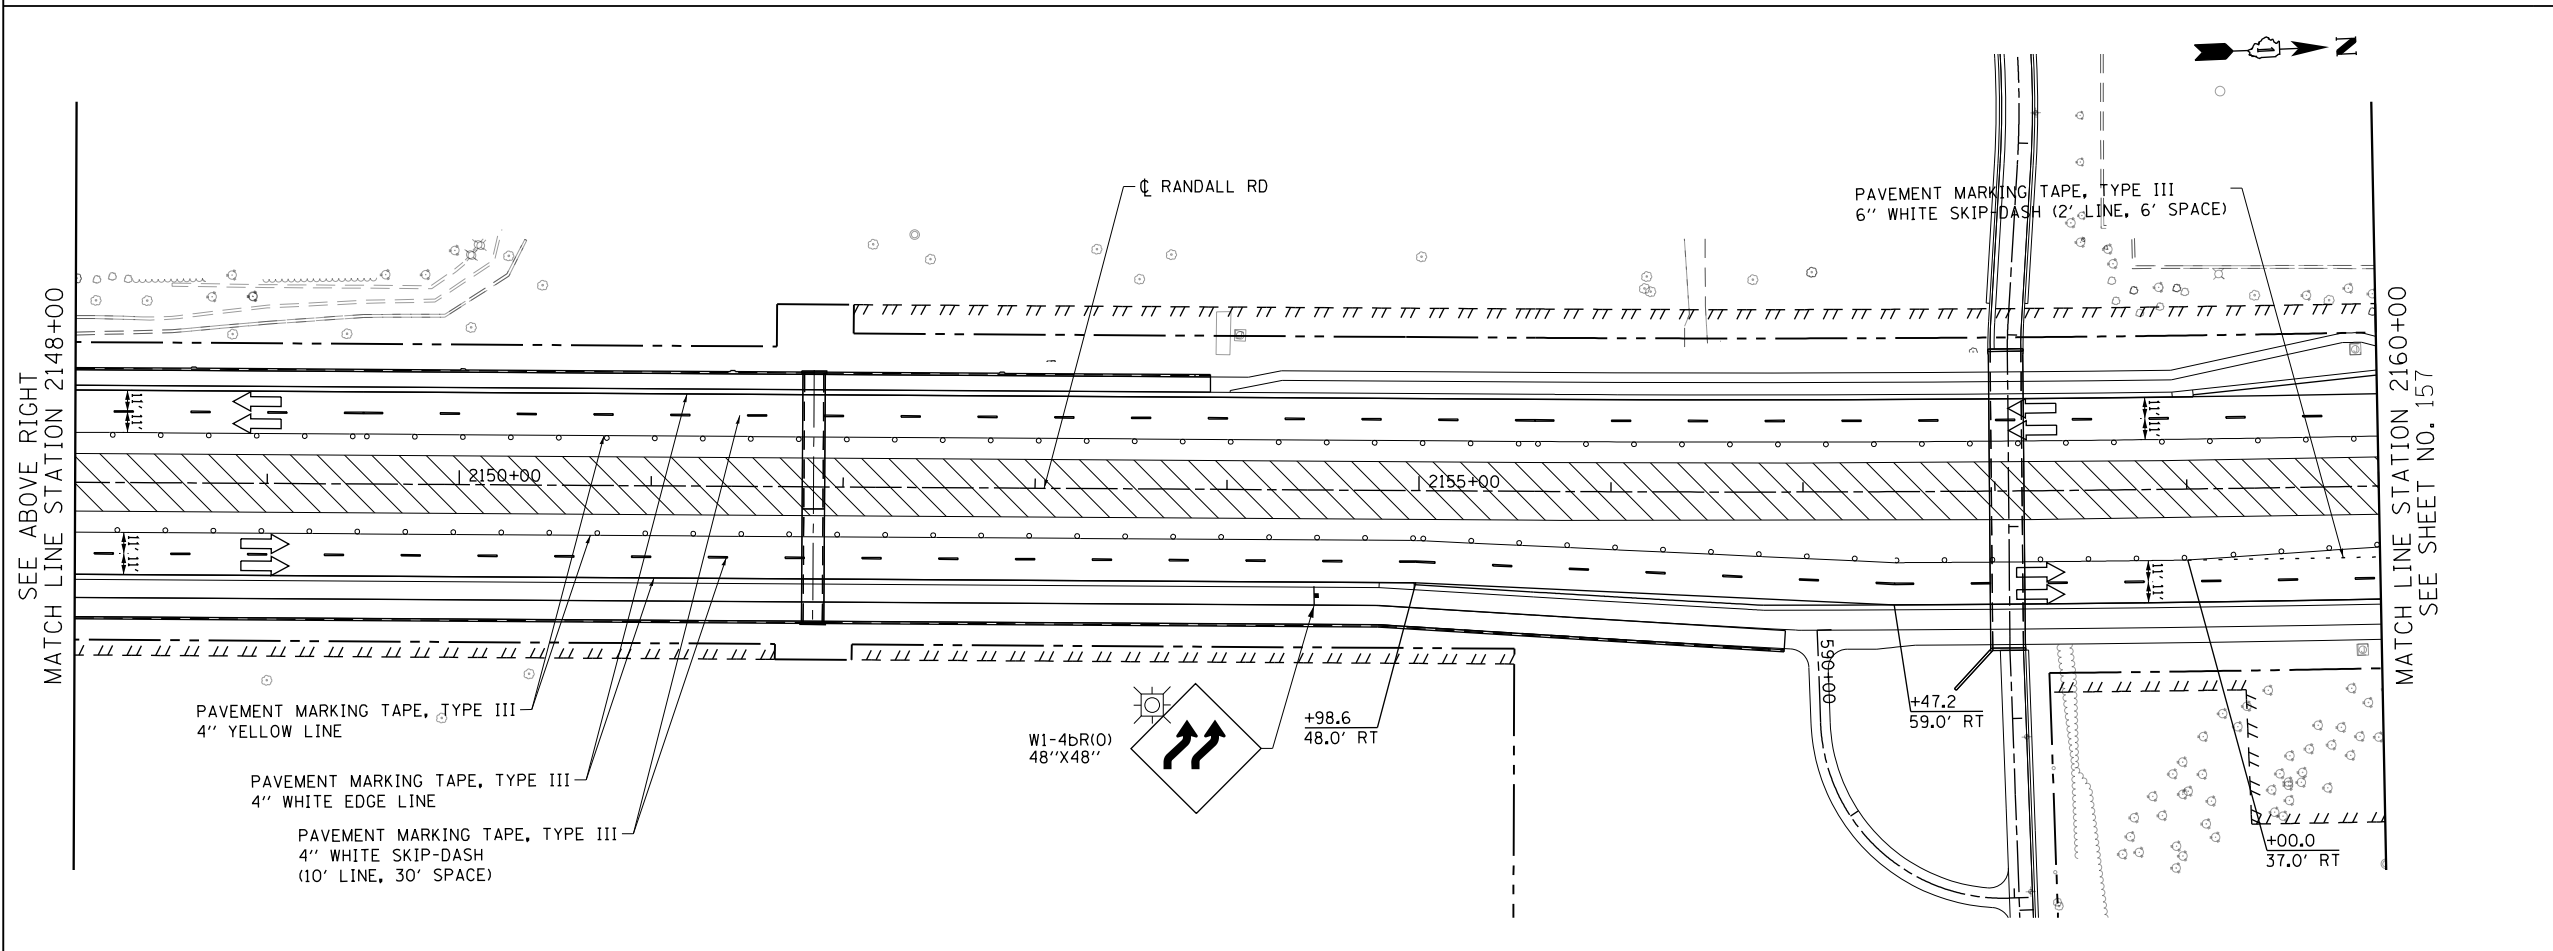 N
℄ RANDALL RD
PAVEMENT MARKING TAPE, TYPE III
6" WHITE SKIP-DASH (2' LINE, 6' SPACE)
SEE ABOVE RIGHT
MATCH LINE STATION 2148+00
MATCH LINE STATION 2160+00
SEE SHEET NO. 157
11' 11'
11' 11'
2150+00
2155+00
11' 11'
11' 11'
590+00
PAVEMENT MARKING TAPE, TYPE III
4" YELLOW LINE
PAVEMENT MARKING TAPE, TYPE III
4" WHITE EDGE LINE
PAVEMENT MARKING TAPE, TYPE III
4" WHITE SKIP-DASH
(10' LINE, 30' SPACE)
W1-4bR(O)
48"X48"
+98.6
48.0' RT
+47.2
59.0' RT
+00.0
37.0' RT